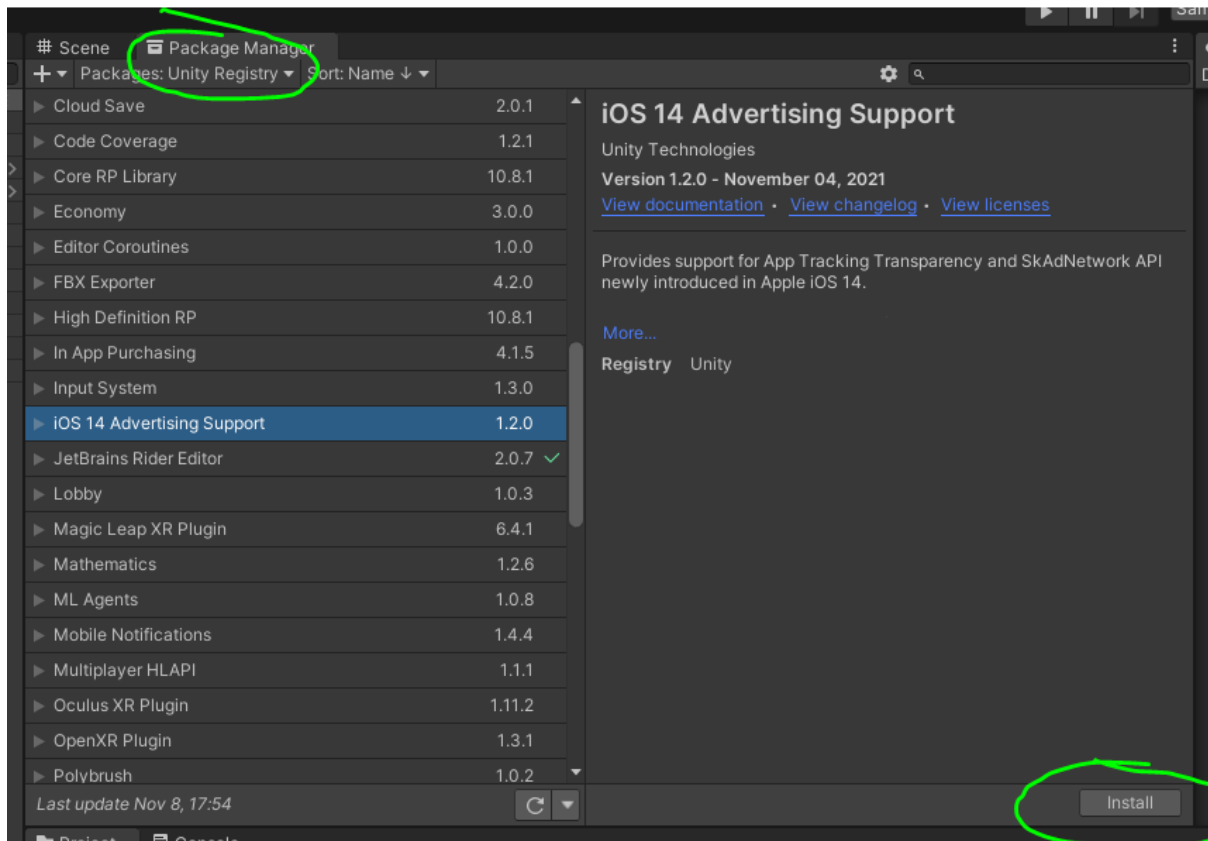 Scene Package Manager
Packages: Unity Registry Sort: Name
Cloud Save 2.0.1
Code Coverage 1.2.1
Core RP Library 10.8.1
Economy 3.0.0
Editor Coroutines 1.0.0
FBX Exporter 4.2.0
High Definition RP 10.8.1
In App Purchasing 4.1.5
Input System 1.3.0
iOS 14 Advertising Support 1.2.0
JetBrains Rider Editor 2.0.7
Lobby 1.0.3
Magic Leap XR Plugin 6.4.1
Mathematics 1.2.6
ML Agents 1.0.8
Mobile Notifications 1.4.4
Multiplayer HLAPI 1.1.1
Oculus XR Plugin 1.11.2
OpenXR Plugin 1.3.1
Polybrush 1.0.2
Last update Nov 8, 17:54
iOS 14 Advertising Support
Unity Technologies
Version 1.2.0 - November 04, 2021
View documentation • View changelog • View licenses
Provides support for App Tracking Transparency and SkAdNetwork API
newly introduced in Apple iOS 14.
More...
Registry Unity
Install
Project Console